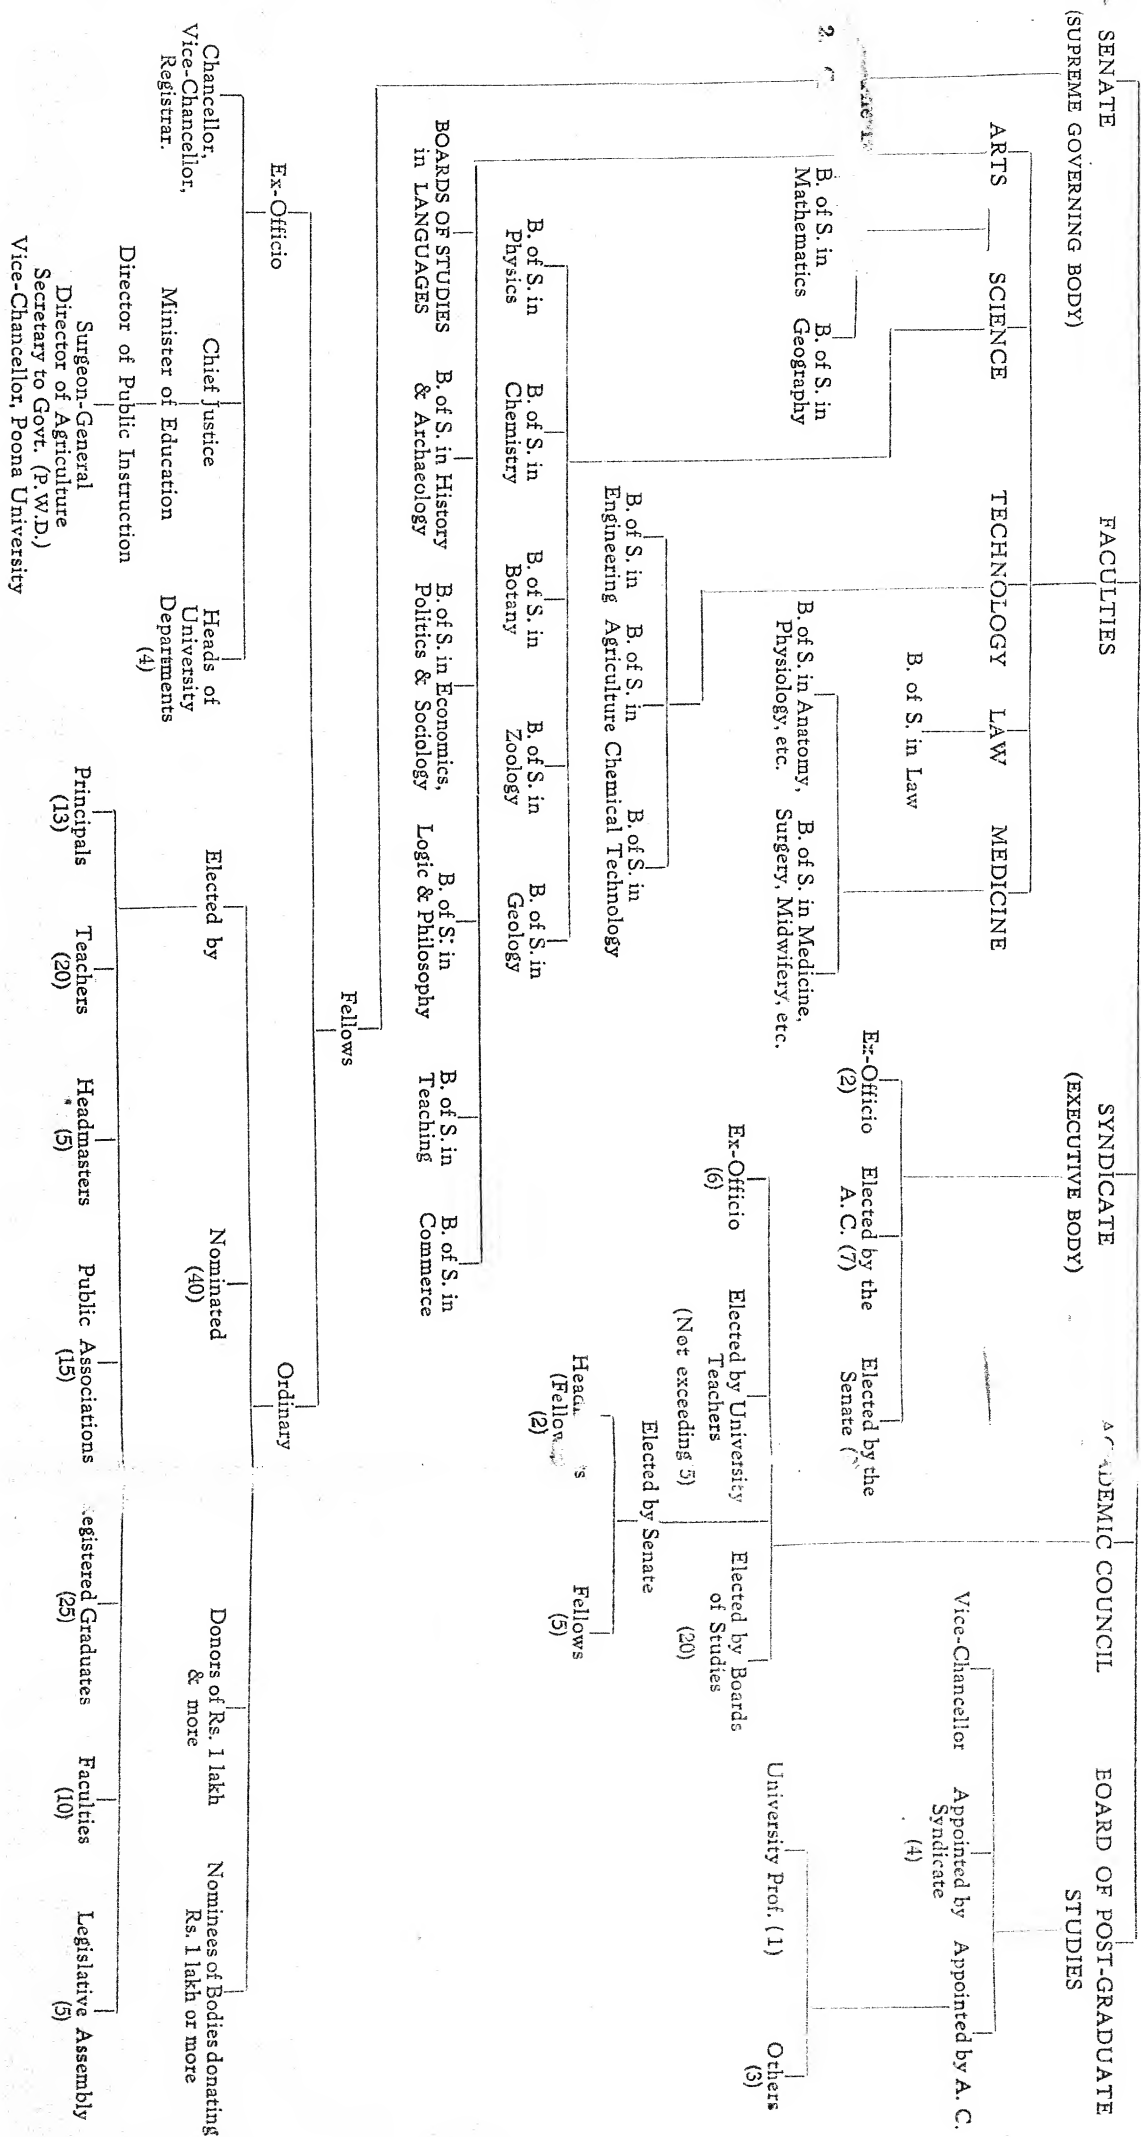 SENATE
(SUPREME GOVERNING BODY)
FACULTIES
SYNDICATE
(EXECUTIVE BODY)
COUNCIL
EOARD OF POST-GRADUATE
STUDIES
ARTS
SCIENCE
TECHNOLOGY
LAW
MEDICINE
B. of S. in Law
B. of S. in
Mathematics
B. of S. in
Geography
B. of S. in Anatomy,
Physiology, etc.
B. of S. in Medicine,
Surgery, Midwifery, etc.
B. of S. in
Engineering
B. of S. in
Agriculture
B. of S. in
Chemical Technology
B. of S. in
Physics
B. of S. in
Chemistry
B. of S. in
Botany
B. of S. in
Zoology
B. of S. in
Geology
BOARDS OF STUDIES
in LANGUAGES
B. of S. in History
& Archaeology
B. of S. in Economics,
Politics & Sociology
B. of S. in
Logic & Philosophy
B. of S. in
Teaching
B. of S. in
Commerce
Ex-Officio
(2)
Elected by the
A. C. (7)
Elected by the
Senate
Ex-Officio
(6)
Elected by University
Teachers
(Not exceeding 5)
Elected by Boards
of Studies
(20)
Elected by Senate
(2)
Fellows
(5)
Vice-Chancellor
Appointed by
Syndicate
(4)
Appointed by A. C.
University Prof. (1)
Others
(3)
2.
Fellows
Ex-Officio
Ordinary
Chancellor,
Vice-Chancellor,
Registrar.
Chief Justice
Minister of Education
Director of Public Instruction
Surgeon-General
Director of Agriculture
Secretary to Govt. (P.W.D.)
Vice-Chancellor, Poona University
Heads of
University
Departments
(4)
Elected by
Nominated
(40)
Donors of Rs. 1 lakh
& more
Nominees of Bodies donating
Rs. 1 lakh or more
Principals
(13)
Teachers
(20)
Headmasters
(5)
Public Associations
(15)
Graduates
(25)
Faculties
(10)
Legislative Assembly
(5)